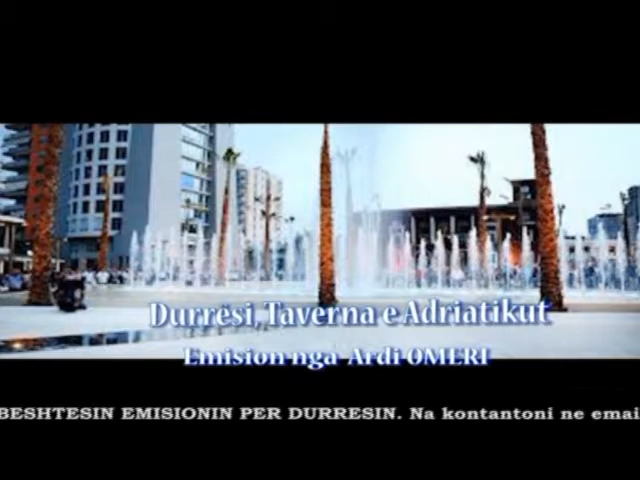 Durrësi, Taverna e Adriatikut
Emision nga Ardi OMERI
BESHTESIN EMISIONIN PER DURRESIN. Na kontantoni ne emai